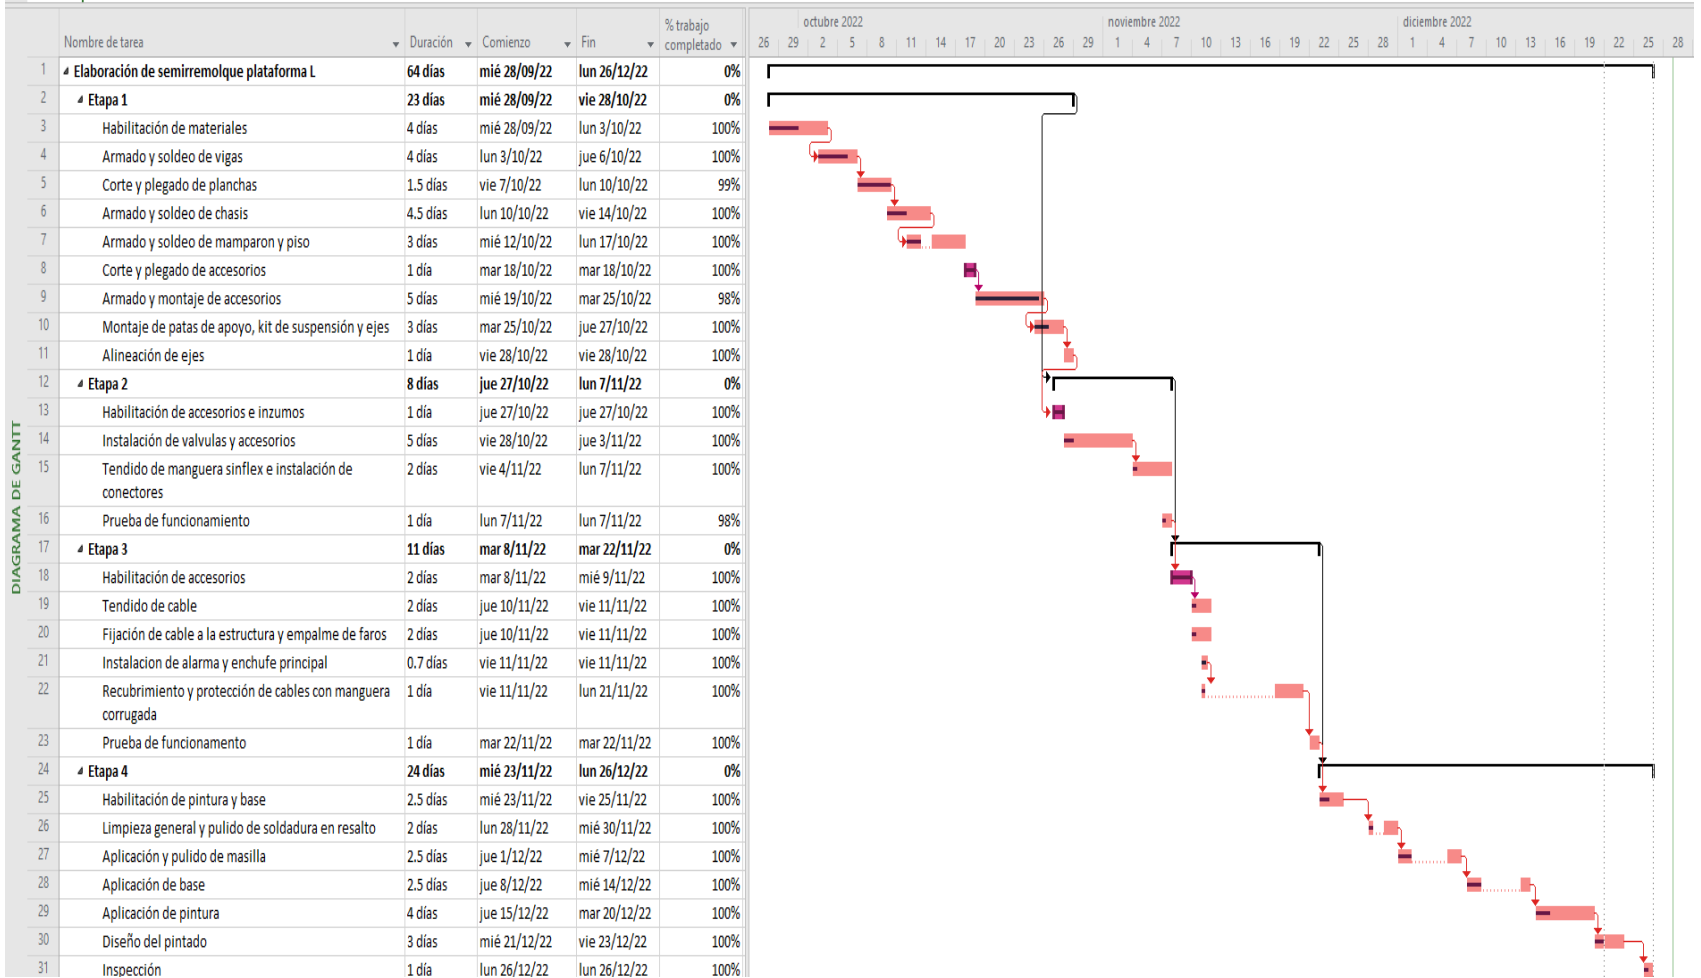 octubre 2022 noviembre 2022 diciembre 2022
% trabajo
Nombre de tarea Duración Comienzo Fin completado 26 29 2 5 8 11 14 17 20 23 26 29 1 4 7 10 13 16 19 22 25 28 1 4 7 10 13 16 19 22 25 28
DIAGRAMA DE GANTT
1 Elaboración de semirremolque plataforma L 64 días mié 28/09/22 lun 26/12/22 0%
2 Etapa 1 23 días mié 28/09/22 vie 28/10/22 0%
3 Habilitación de materiales 4 días mié 28/09/22 lun 3/10/22 100%
4 Armado y soldeo de vigas 4 días lun 3/10/22 jue 6/10/22 100%
5 Corte y plegado de planchas 1.5 días vie 7/10/22 lun 10/10/22 99%
6 Armado y soldeo de chasis 4.5 días lun 10/10/22 vie 14/10/22 100%
7 Armado y soldeo de mamparon y piso 3 días mié 12/10/22 lun 17/10/22 100%
8 Corte y plegado de accesorios 1 día mar 18/10/22 mar 18/10/22 100%
9 Armado y montaje de accesorios 5 días mié 19/10/22 mar 25/10/22 98%
10 Montaje de patas de apoyo, kit de suspensión y ejes 3 días mar 25/10/22 jue 27/10/22 100%
11 Alineación de ejes 1 día vie 28/10/22 vie 28/10/22 100%
12 Etapa 2 8 días jue 27/10/22 lun 7/11/22 0%
13 Habilitación de accesorios e inzumos 1 día jue 27/10/22 jue 27/10/22 100%
14 Instalación de valvulas y accesorios 5 días vie 28/10/22 jue 3/11/22 100%
15 Tendido de manguera sinflex e instalación de 2 días vie 4/11/22 lun 7/11/22 100%
conectores
16 Prueba de funcionamiento 1 día lun 7/11/22 lun 7/11/22 98%
17 Etapa 3 11 días mar 8/11/22 mar 22/11/22 0%
18 Habilitación de accesorios 2 días mar 8/11/22 mié 9/11/22 100%
19 Tendido de cable 2 días jue 10/11/22 vie 11/11/22 100%
20 Fijación de cable a la estructura y empalme de faros 2 días jue 10/11/22 vie 11/11/22 100%
21 Instalacion de alarma y enchufe principal 0.7 días vie 11/11/22 vie 11/11/22 100%
22 Recubrimiento y protección de cables con manguera 1 día vie 11/11/22 lun 21/11/22 100%
corrugada
23 Prueba de funcionamento 1 día mar 22/11/22 mar 22/11/22 100%
24 Etapa 4 24 días mié 23/11/22 lun 26/12/22 0%
25 Habilitación de pintura y base 2.5 días mié 23/11/22 vie 25/11/22 100%
26 Limpieza general y pulido de soldadura en resalto 2 días lun 28/11/22 mié 30/11/22 100%
27 Aplicación y pulido de masilla 2.5 días jue 1/12/22 mié 7/12/22 100%
28 Aplicación de base 2.5 días jue 8/12/22 mié 14/12/22 100%
29 Aplicación de pintura 4 días jue 15/12/22 mar 20/12/22 100%
30 Diseño del pintado 3 días mié 21/12/22 vie 23/12/22 100%
31 Inspección 1 día lun 26/12/22 lun 26/12/22 100%